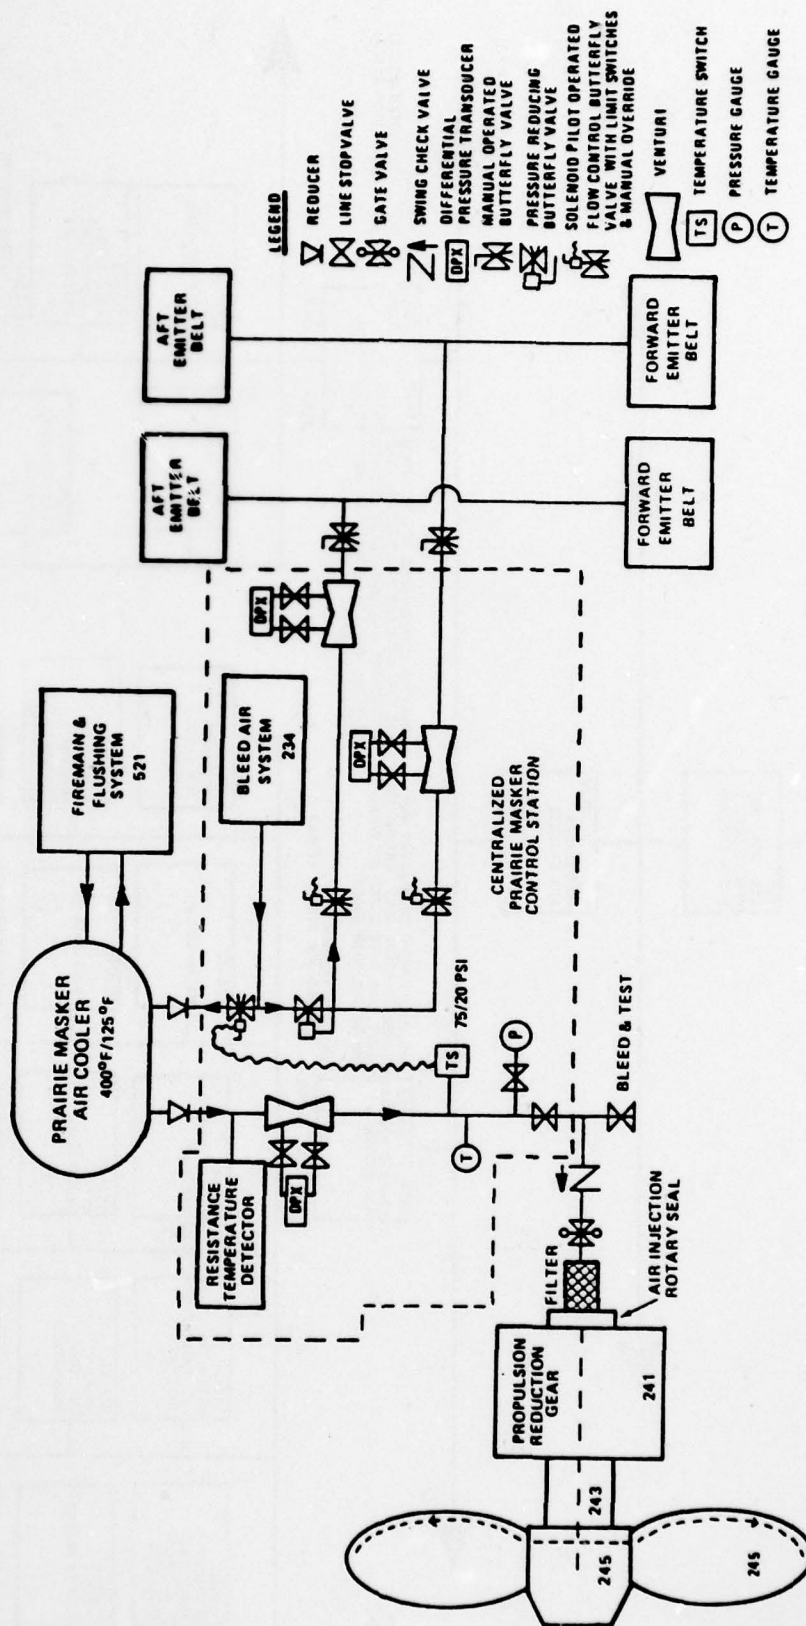 FIREMAIN &
FLUSHING
SYSTEM
521
PRAIRIE MASKER
AIR COOLER
400°F/125°F
AFT
EMITTER
BELT
AFT
EMITTER
BELT
BLEED AIR
SYSTEM
234
DPX
DPX
RESISTANCE
TEMPERATURE
DETECTOR
DPX
TS
75/20 PSI
T
P
CENTRALIZED
PRAIRIE MASKER
CONTROL STATION
BLEED & TEST
FORWARD
EMITTER
BELT
FORWARD
EMITTER
BELT
FILTER
AIR INJECTION
ROTARY SEAL
PROPULSION
REDUCTION
GEAR
241
243
245
245
LEGEND
REDUCER
LINE STOPVALVE
GATE VALVE
SWING CHECK VALVE
DPX
DIFFERENTIAL
PRESSURE TRANSDUCER
MANUAL OPERATED
BUTTERFLY VALVE
PRESSURE REDUCING
BUTTERFLY VALVE
SOLENOID PILOT OPERATED
FLOW CONTROL BUTTERFLY
VALVE WITH LIMIT SWITCHES
& MANUAL OVERRIDE
VENTURI
TS
TEMPERATURE SWITCH
P
PRESSURE GAUGE
T
TEMPERATURE GAUGE